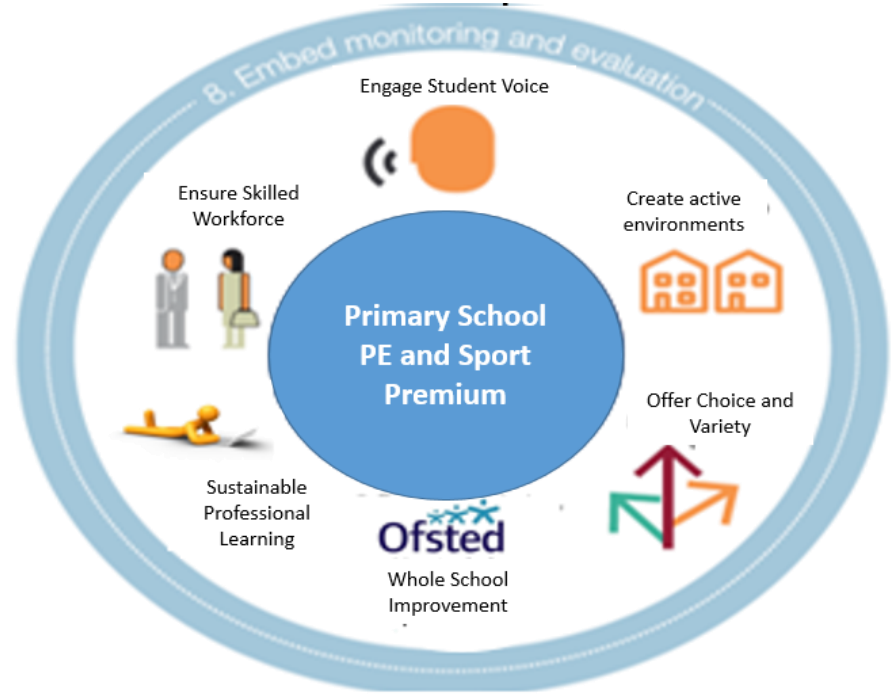 8. Embed monitoring and evaluation
Engage Student Voice
Ensure Skilled
Workforce
Create active
environments
Primary School
PE and Sport
Premium
Offer Choice and
Variety
Sustainable
Professional
Learning
Ofsted
Whole School
Improvement